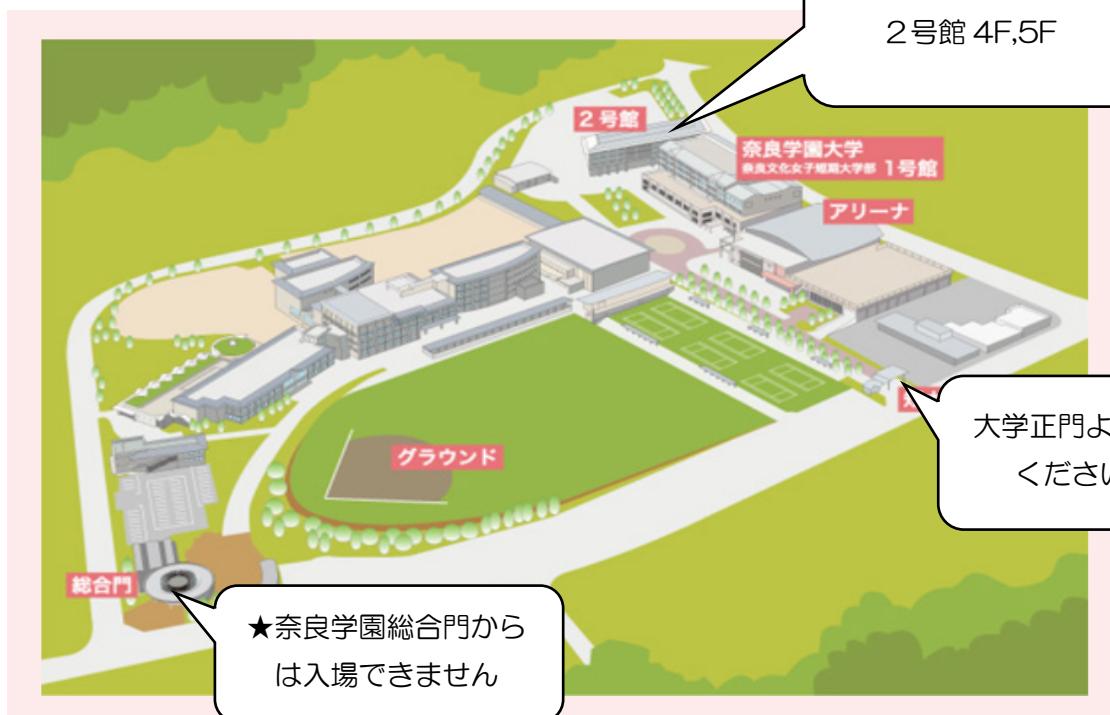 ２号館 4F,5F
2 号館
奈良学園大学
奈良文化女子短期大学部 1号館
アリーナ
大学正門よ
くださ
グラウンド
総合門
★奈良学園総合門から
は入場できません